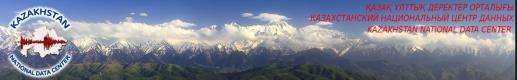 KAZAKHSTAN
NATIONAL DATA CENTER
ҚАЗАҚ ҰЛТТЫҚ ДЕРЕКТЕР ОРТАЛЫҒЫ
КАЗАХСТАНСКИЙ НАЦИОНАЛЬНЫЙ ЦЕНТР ДАННЫХ
KAZAKHSTAN NATIONAL DATA CENTER